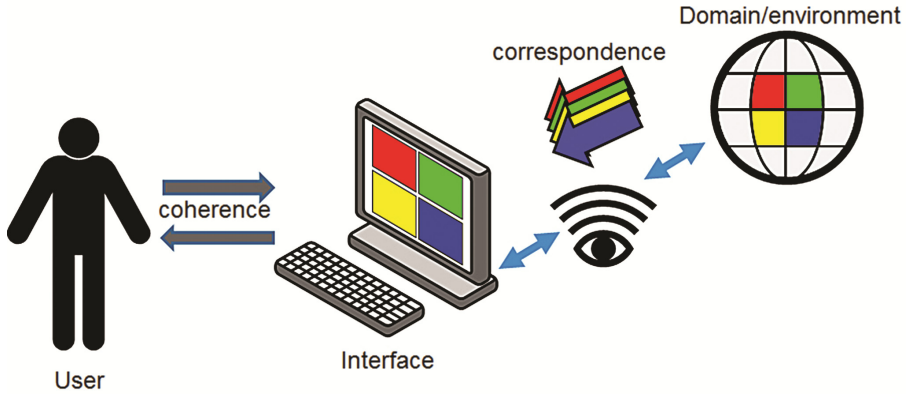 Domain/environment
correspondence
coherence
Interface
User